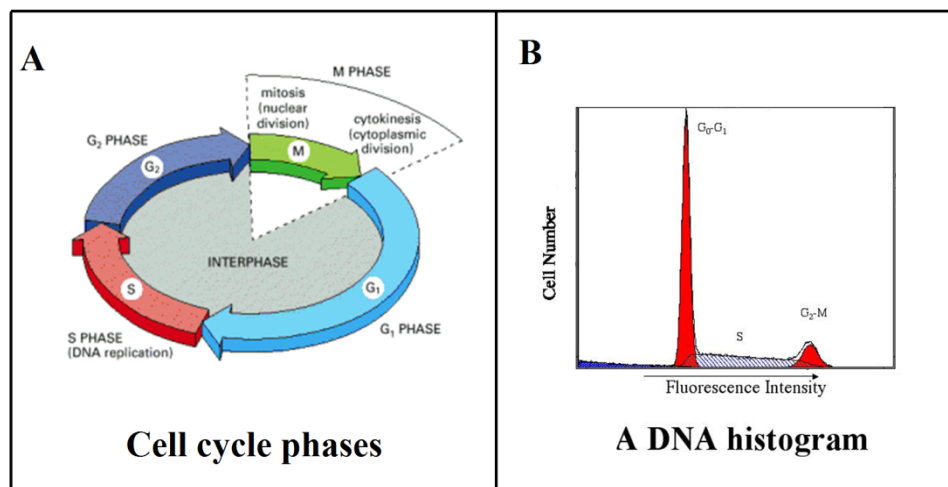 A
M PHASE
mitosis
(nuclear
division)
cytokinesis
(cytoplasmic
division)
G₂ PHASE
G₂
M
INTERPHASE
S
G₁
S PHASE
(DNA replication)
G₁ PHASE
Cell cycle phases
B
G₀-G₁
Cell Number
G₂-M
S
Fluorescence Intensity
A DNA histogram